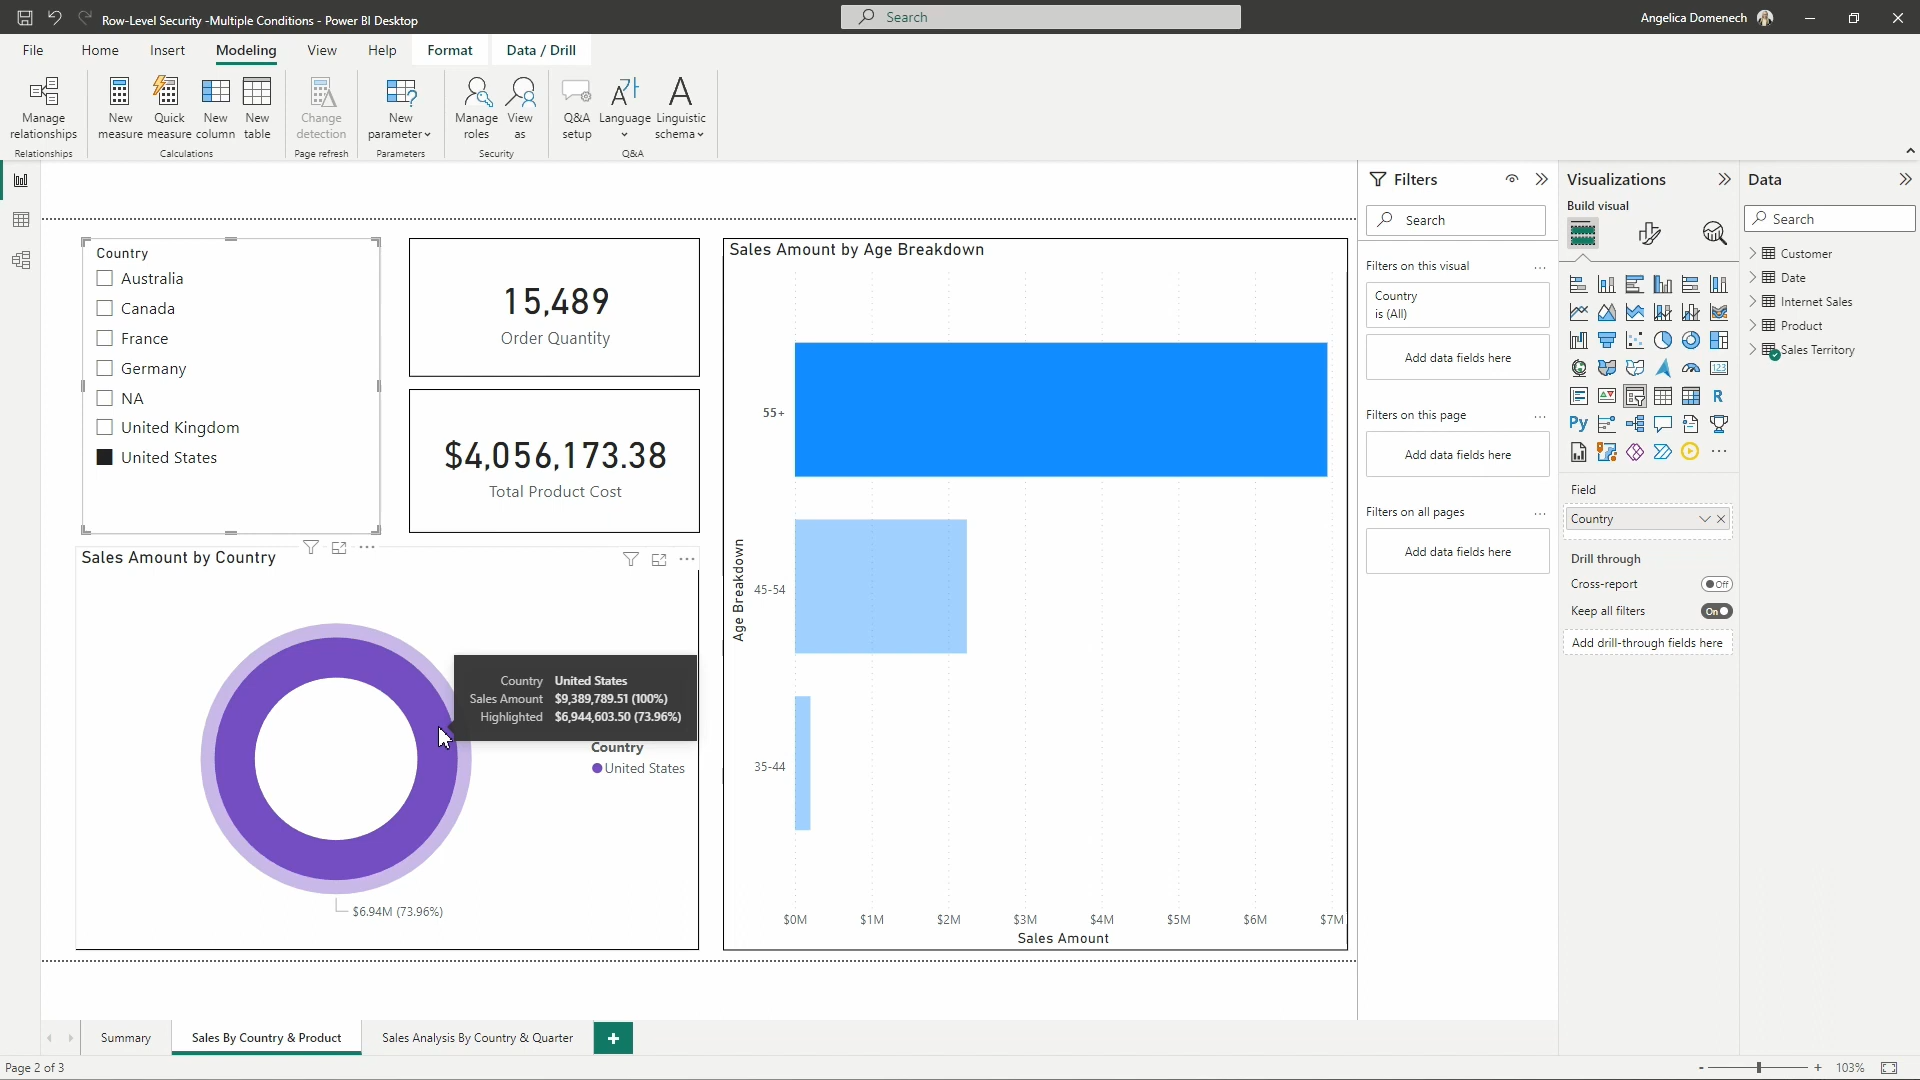 Row-Level Security -Multiple Conditions - Power BI Desktop
Search
Angelica Domenech
File
Home
Insert
Modeling
View
Help
Format
Data / Drill
Manage
relationships
New
measure
Quick
measure
New
column
New
table
Change
detection
New
parameter
Manage
roles
View
as
Q&A
setup
Language
Linguistic
schema
Relationships
Calculations
Page refresh
Parameters
Security
Q&A
Country
Australia
Canada
France
Germany
NA
United Kingdom
United States
15,489
Order Quantity
$4,056,173.38
Total Product Cost
Sales Amount by Country
Country United States
Sales Amount $9,389,789.51 (100%)
Highlighted $6,944,603.50 (73.96%)
Country
United States
$6.94M (73.96%)
Sales Amount by Age Breakdown
Age Breakdown
55+
45-54
35-44
$0M
$1M
$2M
$3M
$4M
$5M
$6M
$7M
Sales Amount
Filters
Search
Filters on this visual
...
Country
is (All)
Add data fields here
Filters on this page
...
Add data fields here
Filters on all pages
...
Add data fields here
Visualizations
Build visual
123
R
Py
...
Field
Country
Drill through
Cross-report
Off
Keep all filters
On
Add drill-through fields here
Data
Search
Customer
Date
Internet Sales
Product
Sales Territory
Summary
Sales By Country & Product
Sales Analysis By Country & Quarter
+
Page 2 of 3
- + 103%